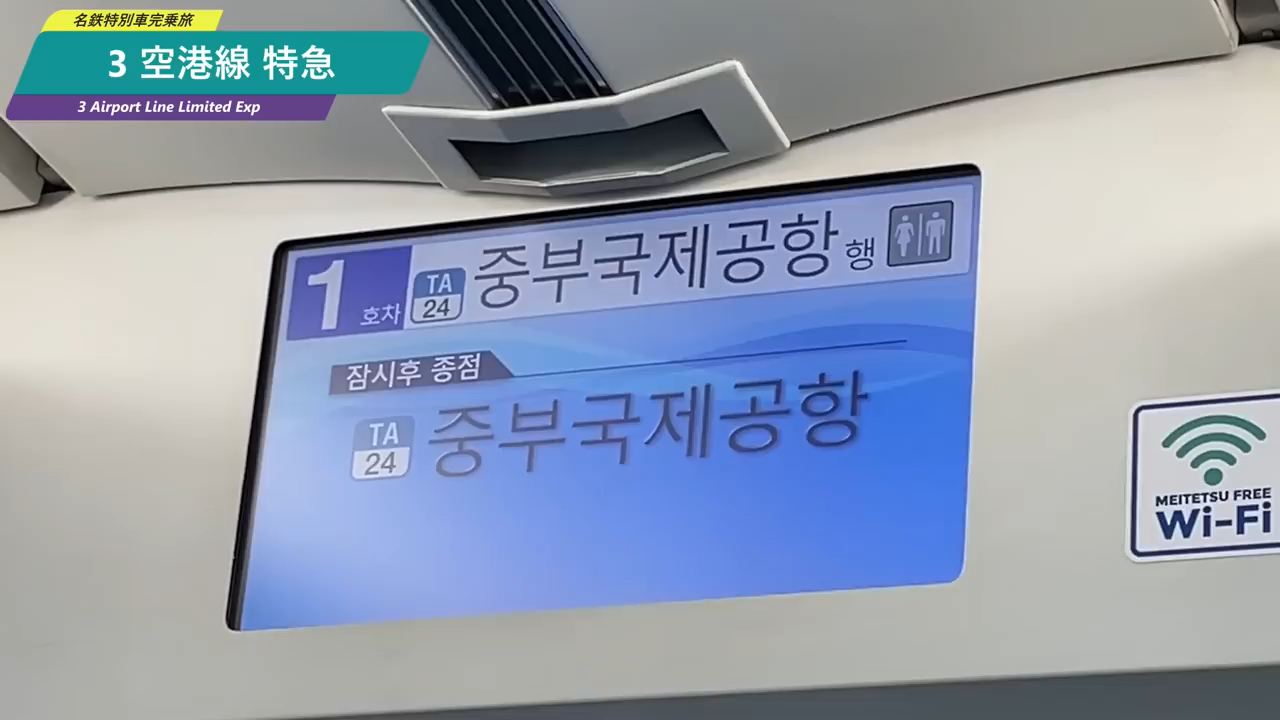 名鉄特別車完乗旅
3 空港線 特急
3 Airport Line Limited Exp
1 호차 TA 24 중부국제공항 행
잠시후 종점
TA 24 중부국제공항
MEITETSU FREE
Wi-Fi